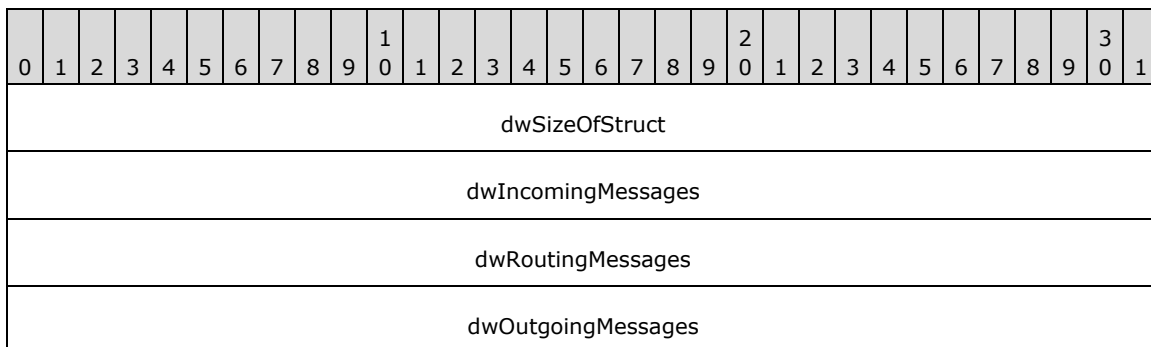 1 2 3
0 1 2 3 4 5 6 7 8 9 0 1 2 3 4 5 6 7 8 9 0 1 2 3 4 5 6 7 8 9 0 1
dwSizeOfStruct
dwIncomingMessages
dwRoutingMessages
dwOutgoingMessages